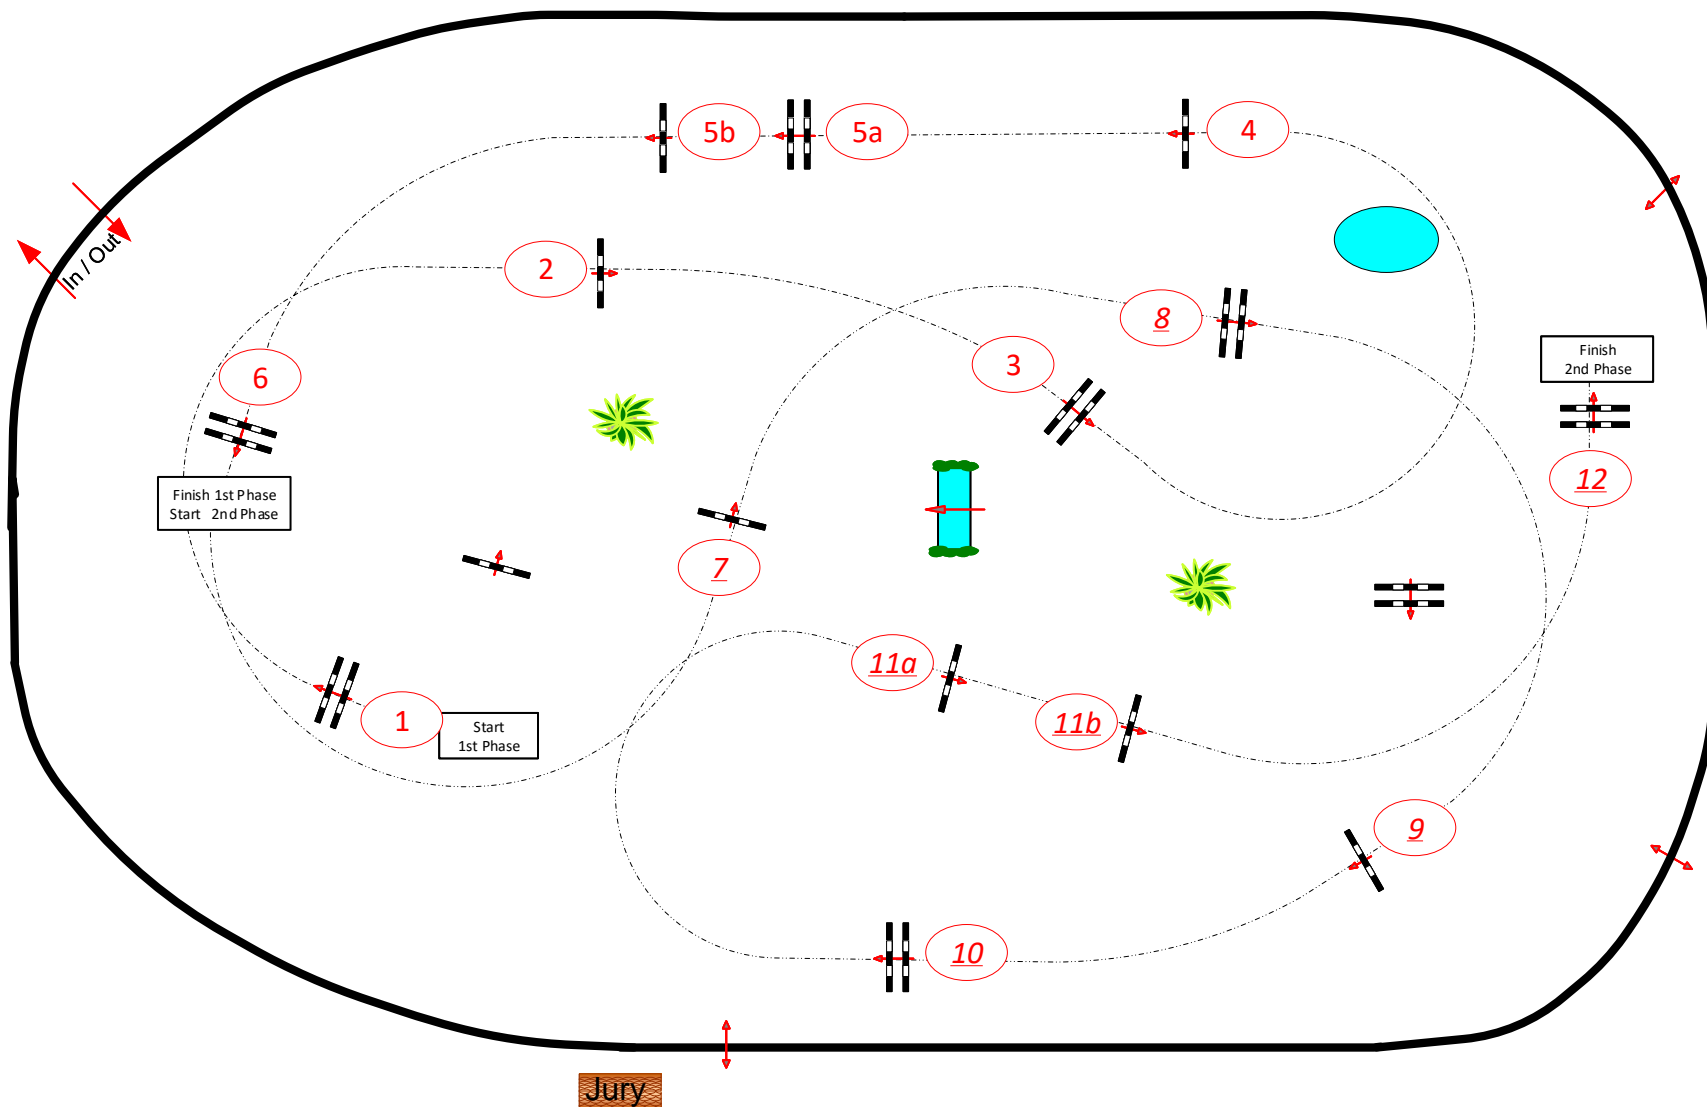 5b
5a
4
In / Out
2
8
3
6
Finish
2nd Phase
12
Finish 1st Phase
Start 2nd Phase
7
11a
11b
1
Start
1st Phase
9
10
Jury